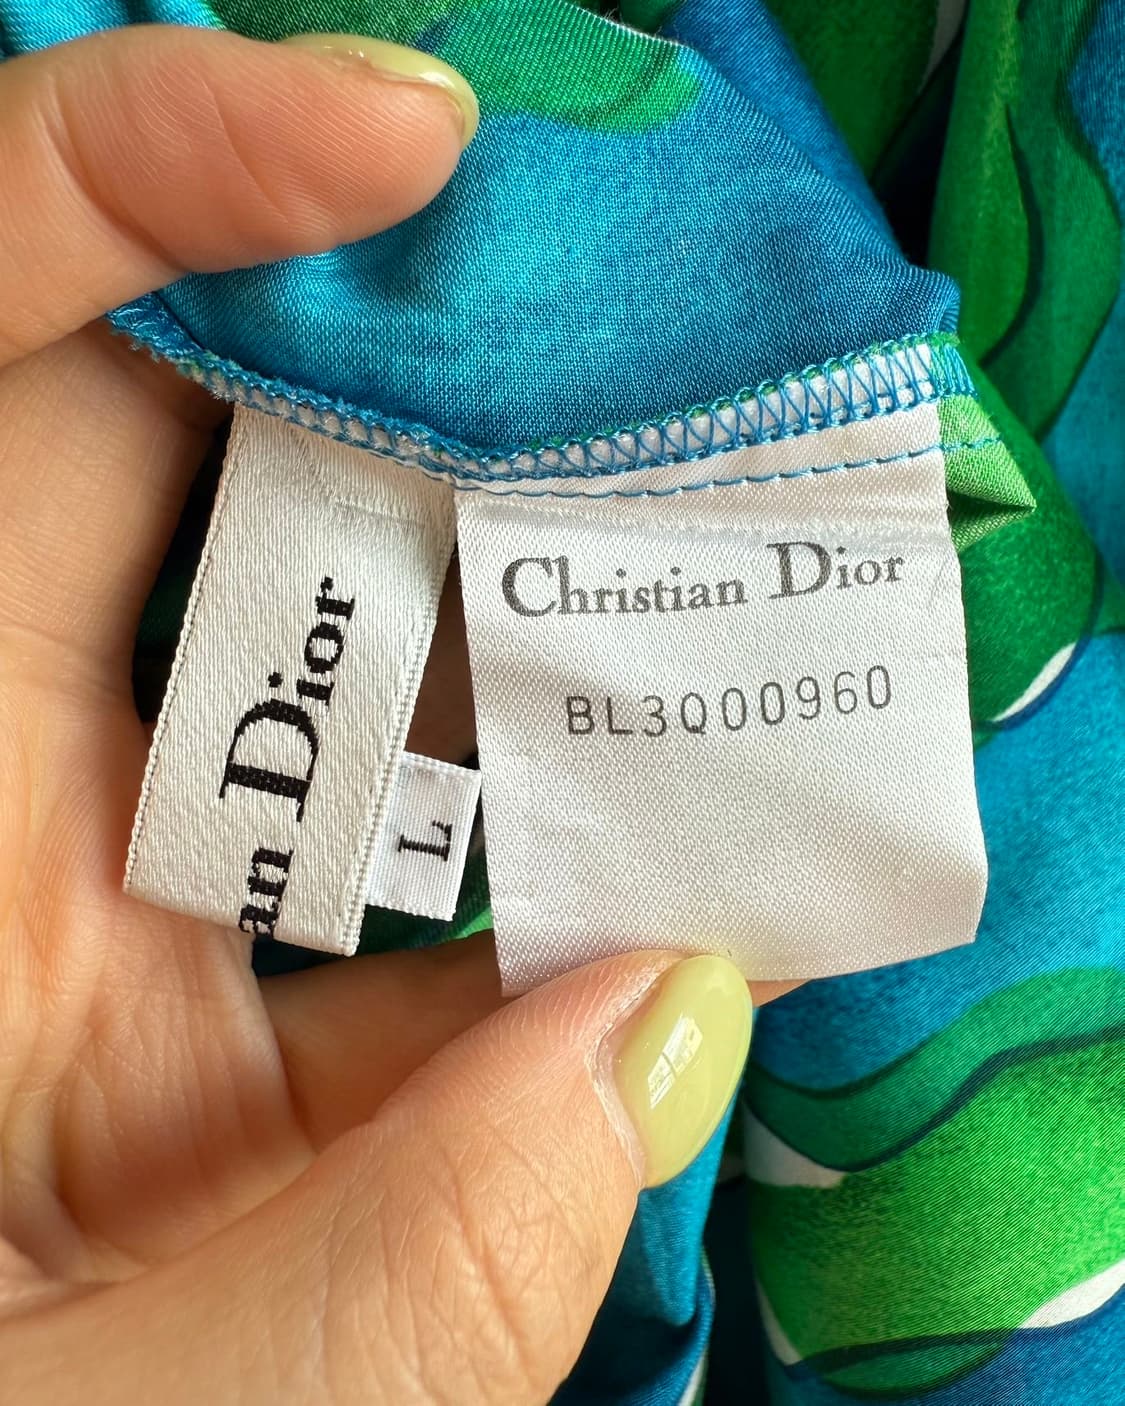 an Dior
L
Christian Dior
BL3Q00960